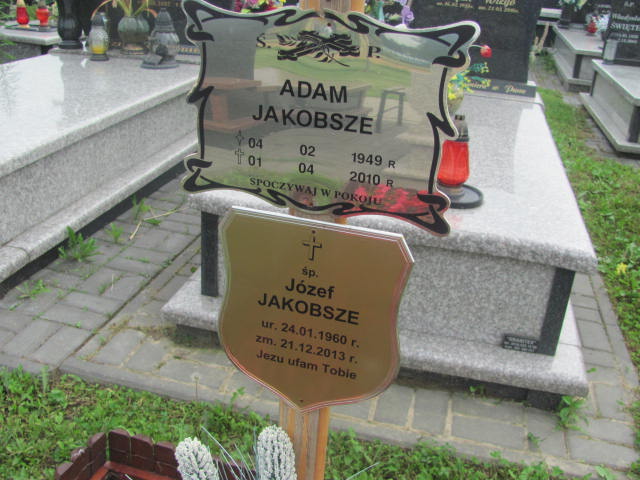 S. P.
ADAM
JAKOBSZE
04 02 1949 R
01 04 2010 R
SPOCZYWAJ W POKOJU
śp.
Józef
JAKOBSZE
ur. 24.01.1960 r.
zm. 21.12.2013 r.
Jezu ufam Tobie